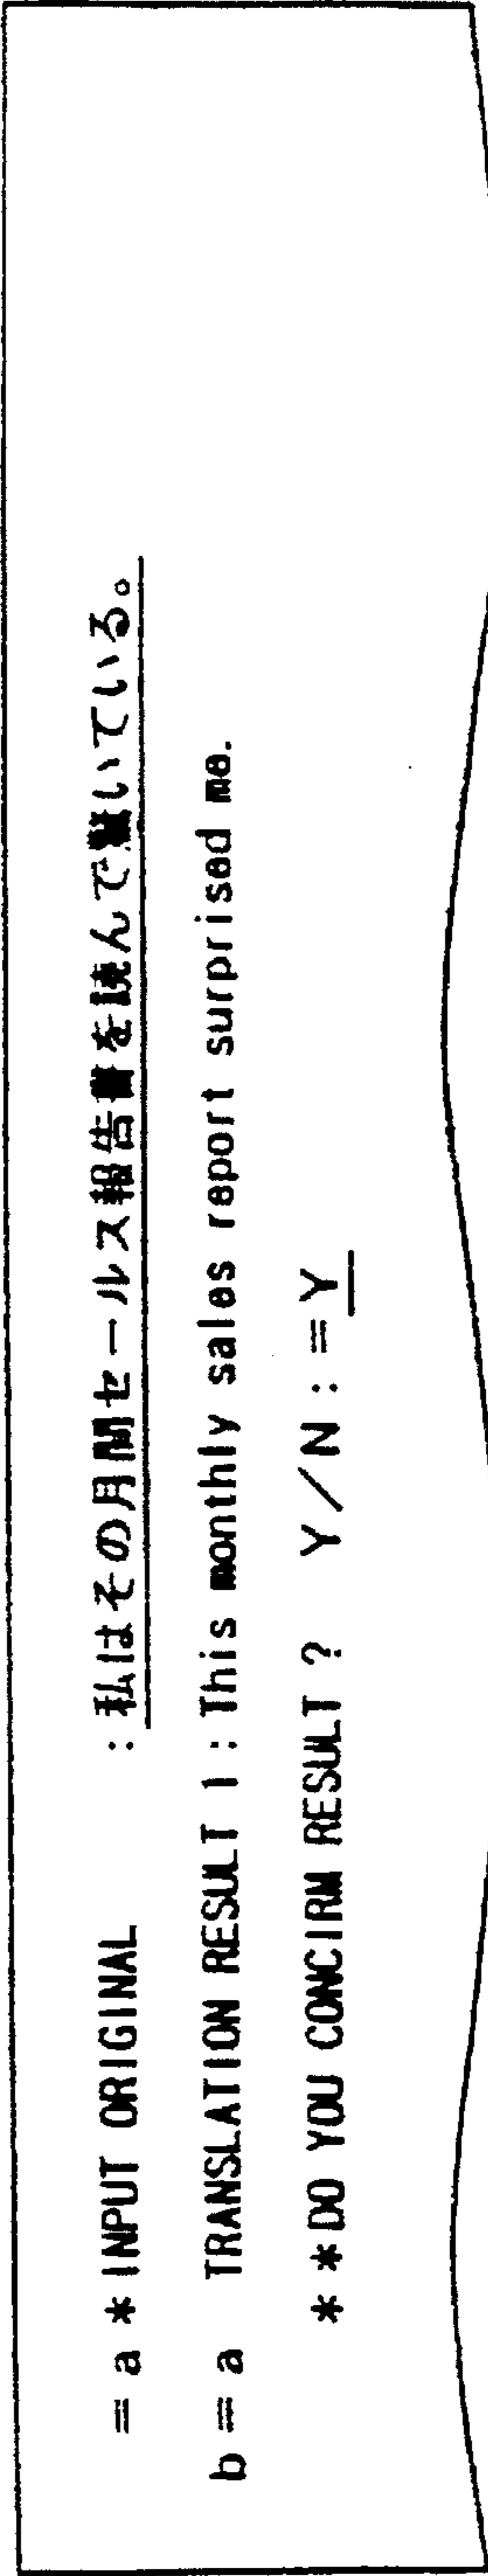 = a * INPUT ORIGINAL : 私はその月間セールス報告書を読んで驚いている。
b = a TRANSLATION RESULT 1 : This monthly sales report surprised me.
* * DO YOU CONCIRM RESULT ? Y / N : = Y